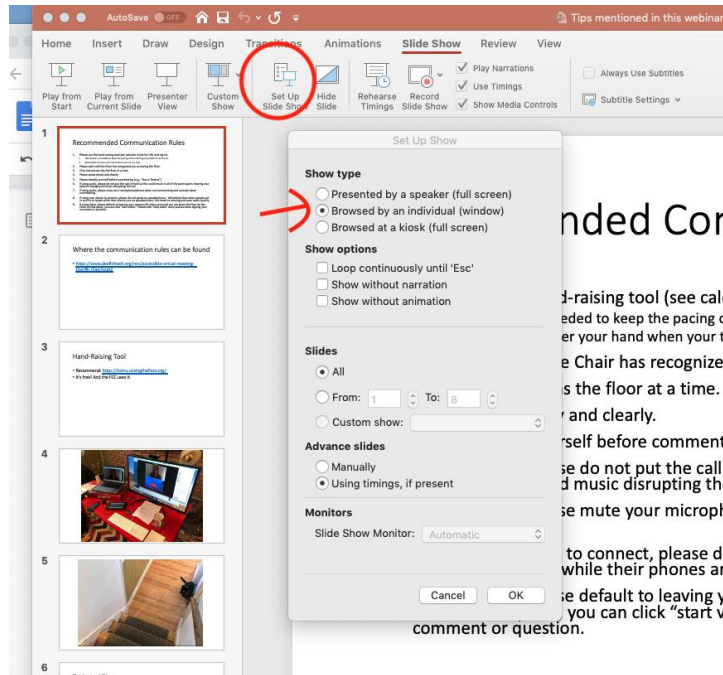 AutoSave OFF
Tips mentioned in this webinar
Home Insert Draw Design Transitions Animations Slide Show Review View
Play from Start
Play from Current Slide
Presenter View
Custom Show
Set Up Slide Show
Hide Slide
Rehearse Timings
Record Slide Show
Play Narrations
Use Timings
Show Media Controls
Always Use Subtitles
Subtitle Settings
1
Recommended Communication Rules
2
Where the communication rules can be found
3
Hand-Raising Tool
• It's free! And the FCC uses it.
4
5
6
Set Up Show
Show type
Presented by a speaker (full screen)
Browsed by an individual (window)
Browsed at a kiosk (full screen)
Show options
Loop continuously until 'Esc'
Show without narration
Show without animation
Slides
All
From: 1 To: 8
Custom show:
Advance slides
Manually
Using timings, if present
Monitors
Slide Show Monitor: Automatic
Cancel OK
nded Cor
d-raising tool (see cal
eded to keep the pacing
er your hand when your t
e Chair has recognize
s the floor at a time.
and clearly.
rself before comment
se do not put the call
d music disrupting th
se mute your microph
to connect, please d
while their phones a
se default to leaving y
you can click "start v
comment or question.